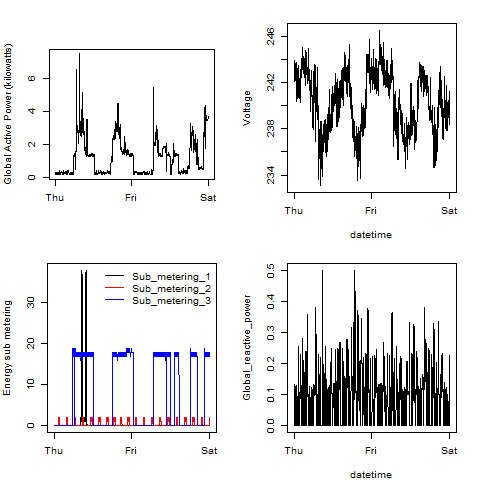 Global Active Power (kilowatts)
0 2 4 6
Thu Fri Sat
Voltage
234 238 242 246
Thu Fri Sat
datetime
Energy sub metering
0 10 20 30
Sub_metering_1
Sub_metering_2
Sub_metering_3
Thu Fri Sat
Global_reactive_power
0.0 0.1 0.2 0.3 0.4 0.5
Thu Fri Sat
datetime